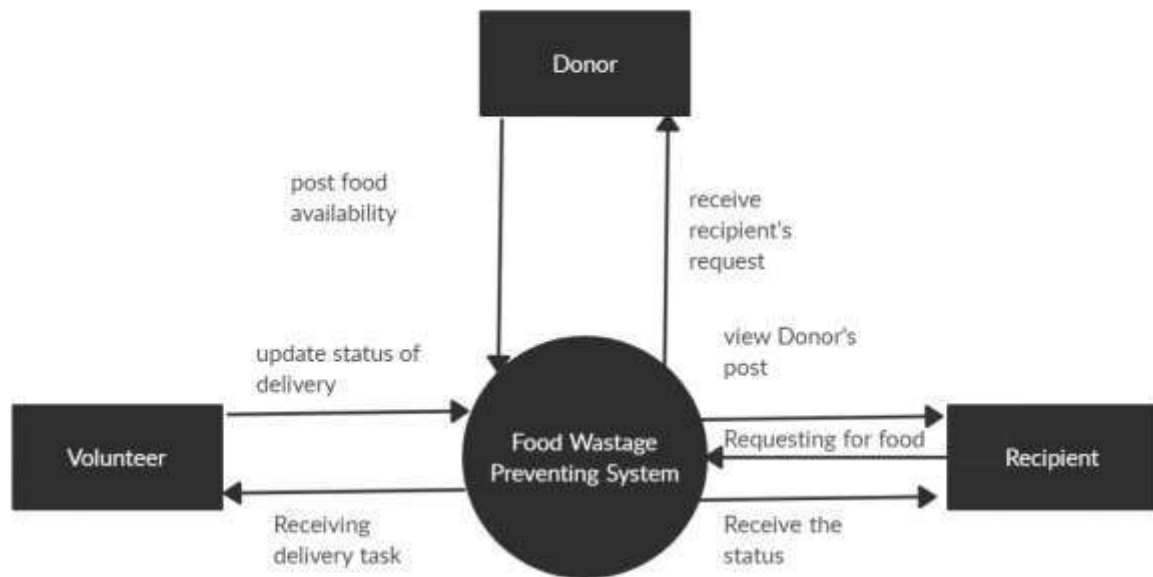 Donor
post food
availability
receive
recipient's
request
view Donor's
post
update status of
delivery
Volunteer
Food Wastage
Preventing System
Requesting for food
Recipient
Receiving
delivery task
Receive the
status